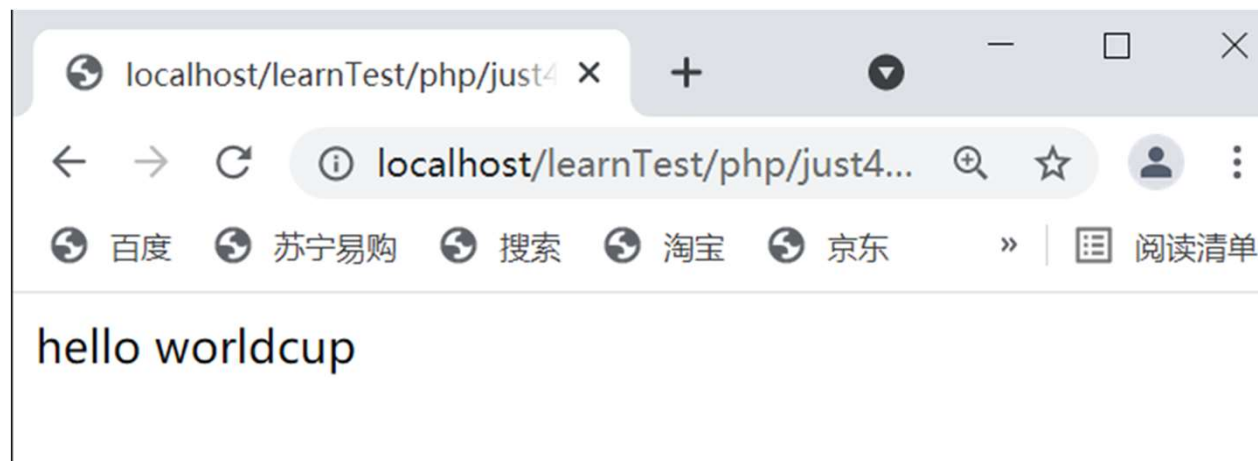 localhost/learnTest/php/just4
localhost/learnTest/php/just4...
百度 苏宁易购 搜索 淘宝 京东 » 阅读清单
hello worldcup